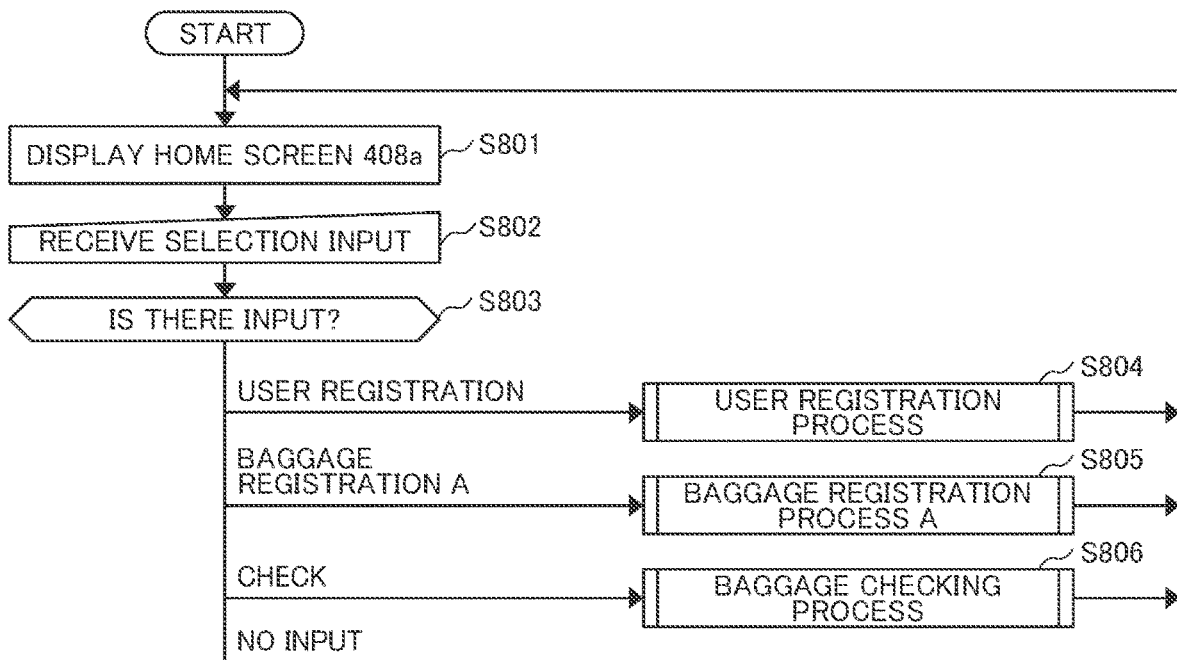 START
DISPLAY HOME SCREEN 408a
S801
RECEIVE SELECTION INPUT
S802
IS THERE INPUT?
S803
USER REGISTRATION
USER REGISTRATION
PROCESS
S804
BAGGAGE
REGISTRATION A
BAGGAGE REGISTRATION
PROCESS A
S805
CHECK
BAGGAGE CHECKING
PROCESS
S806
NO INPUT